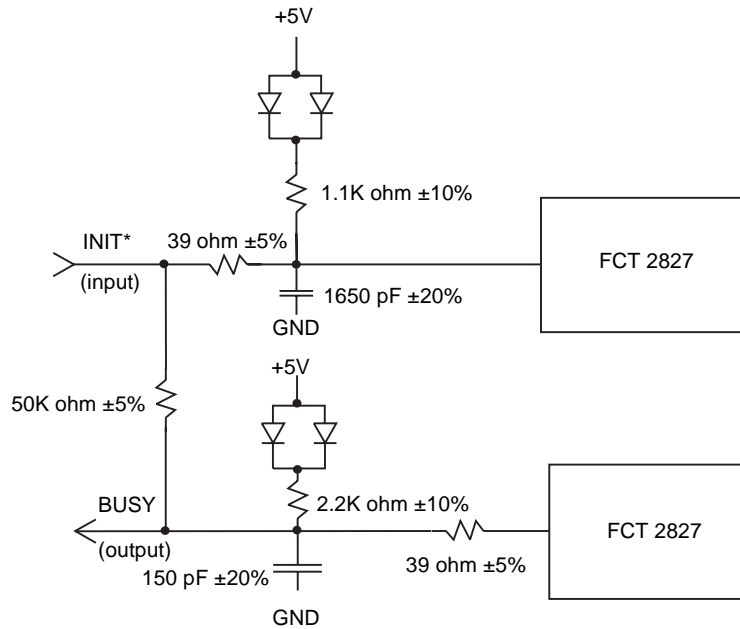 +5V
1.1K ohm ±10%
INIT*
39 ohm ±5%
(input)
FCT 2827
1650 pF ±20%
GND
+5V
50K ohm ±5%
BUSY
2.2K ohm ±10%
(output)
FCT 2827
39 ohm ±5%
150 pF ±20%
GND